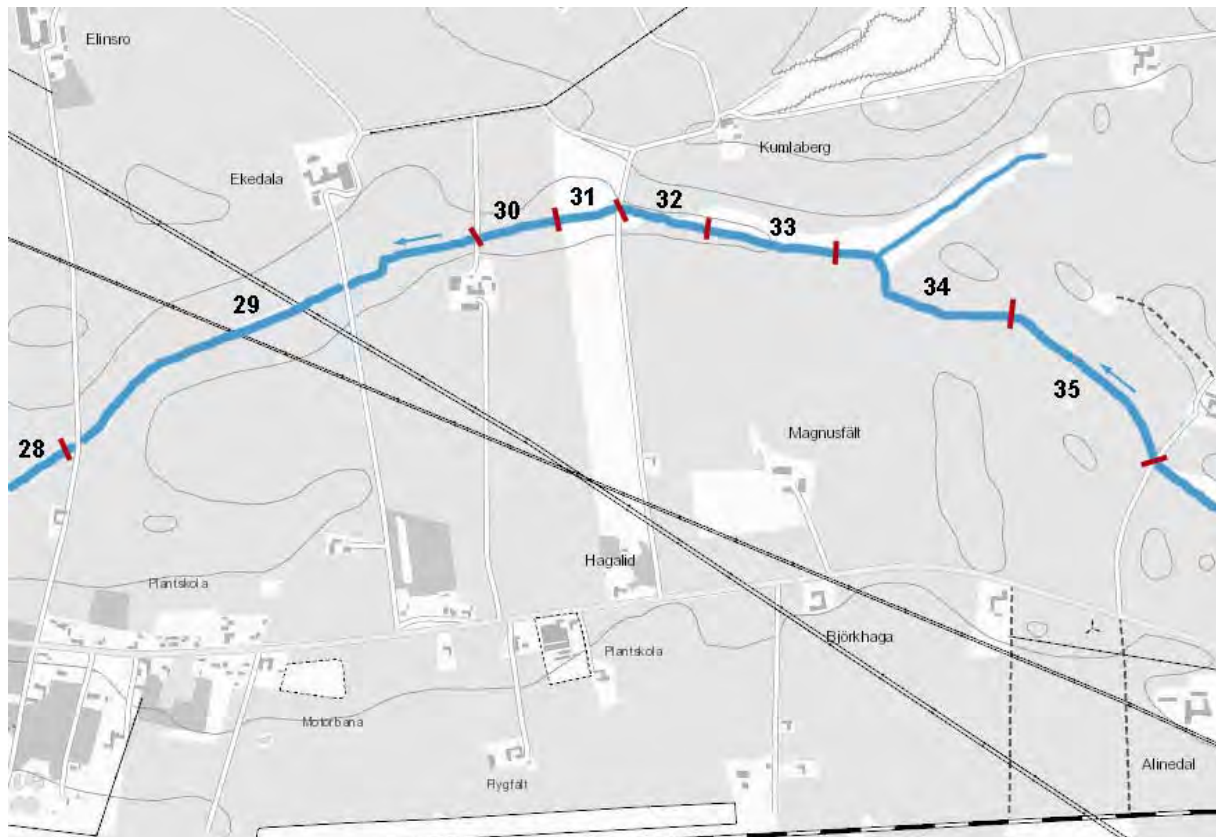 Elinsro
Kumlaberg
Ekedala
30
31
32
33
29
34
35
Magnusfält
28
Hagalid
Plantskola
Björkhaga
Plantskola
Motorbana
Flygfält
Alinedal